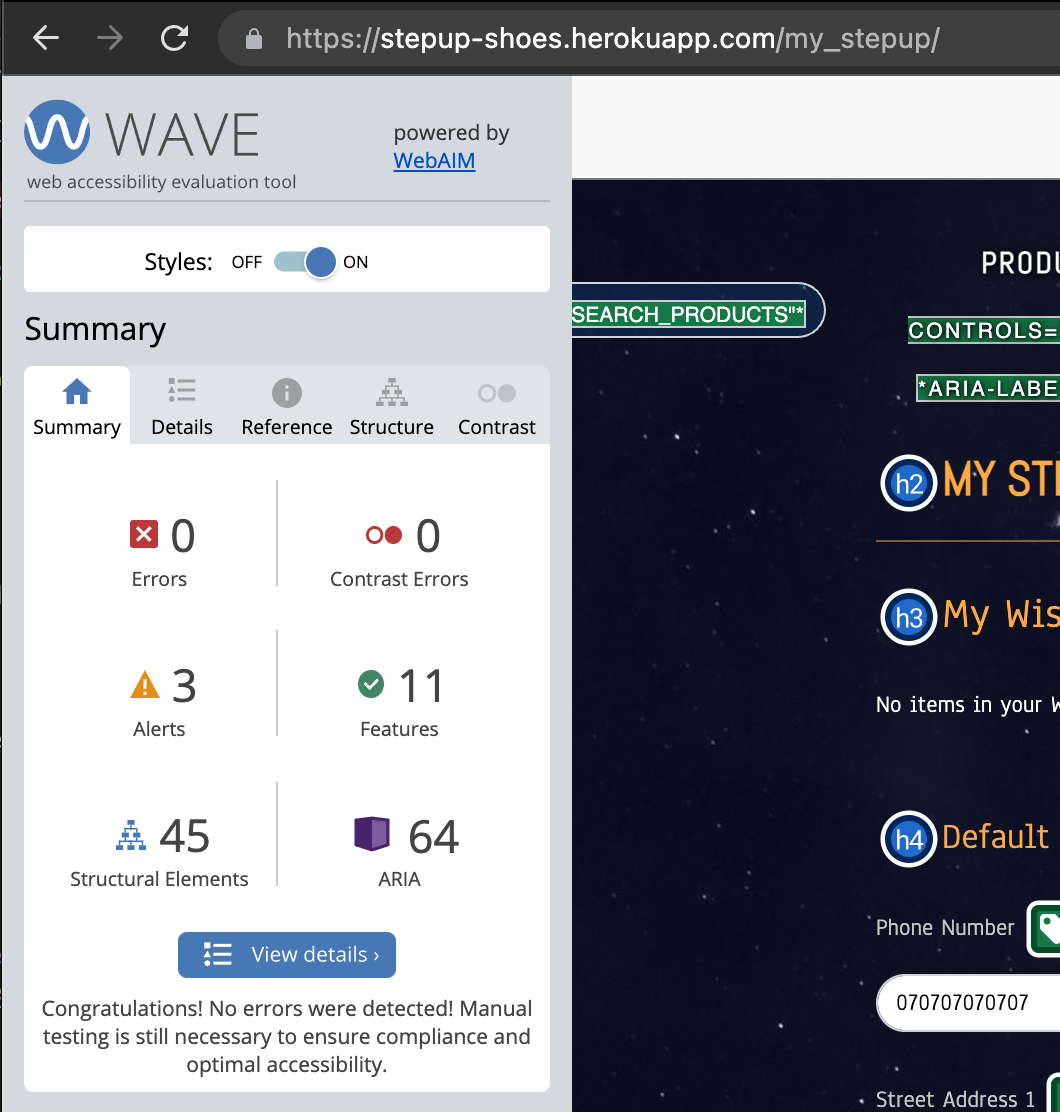 https://stepup-shoes.herokuapp.com/my_stepup/
WAVE
powered by
WebAIM
web accessibility evaluation tool
Styles: OFF ON
Summary
Summary Details Reference Structure Contrast
0 0
Errors Contrast Errors
3 11
Alerts Features
45 64
Structural Elements ARIA
View details ›
Congratulations! No errors were detected! Manual
testing is still necessary to ensure compliance and
optimal accessibility.
PRODU
SEARCH_PRODUCTS"*
CONTROLS=
*ARIA-LABE
h2 MY STE
h3 My Wis
No items in your W
h4 Default
Phone Number
070707070707
Street Address 1